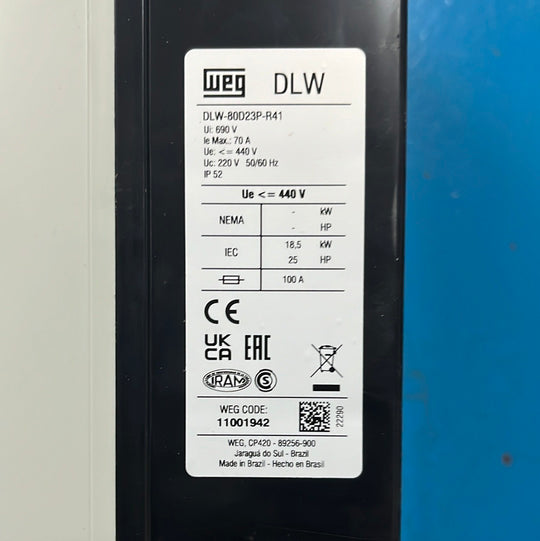 weg DLW
DLW-80D23P-R41
Ui: 690 V
Ie Max.: 70 A
Ue: <= 440 V
Uc: 220 V 50/60 Hz
IP 52
Ue <= 440 V
NEMA - kW
- HP
IEC 18,5 kW
25 HP
100 A
CE
UK
CA EAC
IRAM S
WEG CODE:
11001942
22290
WEG, CP420 - 89256-900
Jaraguá do Sul - Brazil
Made in Brazil - Hecho en Brasil